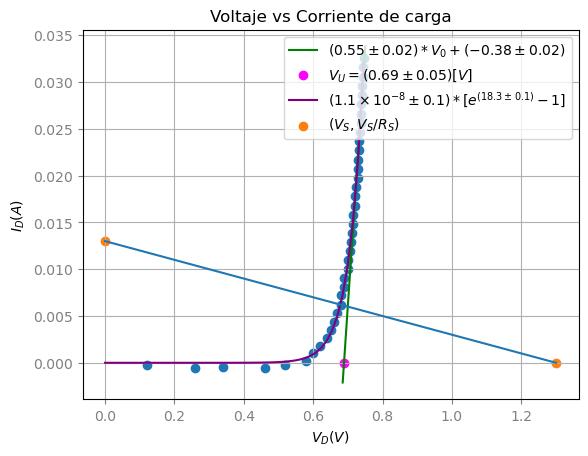 Voltaje vs Corriente de carga
0.035
0.030
0.025
0.020
0.015
0.010
0.005
0.000
I_D(A)
(0.55 ± 0.02) * V_0 + (−0.38 ± 0.02)
V_U = (0.69 ± 0.05)[V]
(1.1 × 10^{−8} ± 0.1) * [e^{(18.3 ± 0.1)} − 1]
(V_S, V_S/R_S)
0.0 0.2 0.4 0.6 0.8 1.0 1.2
V_D(V)